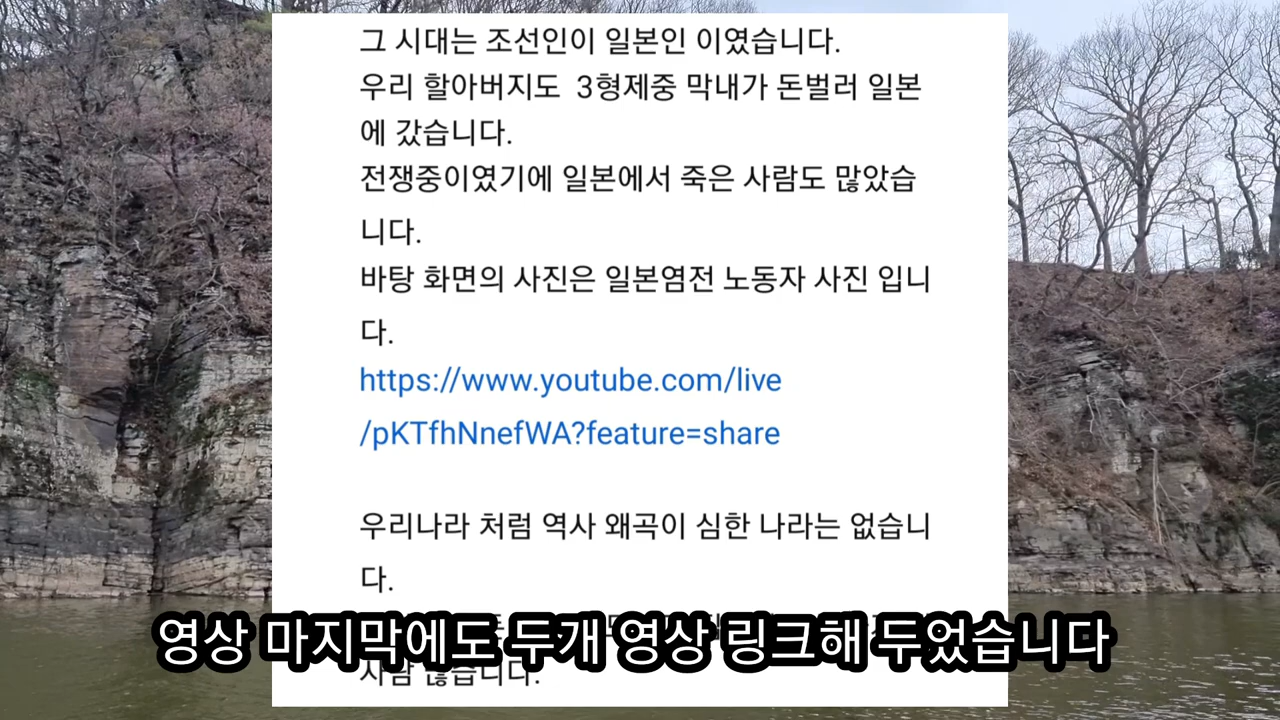 그 시대는 조선인이 일본인 이였습니다.
우리 할아버지도 3형제중 막내가 돈벌러 일본
에 갔습니다.
전쟁중이였기에 일본에서 죽은 사람도 많았습
니다.
바탕 화면의 사진은 일본염전 노동자 사진 입니
다.
https://www.youtube.com/live
/pKTfhNnefWA?feature=share
우리나라 처럼 역사 왜곡이 심한 나라는 없습니
다.
영상 마지막에도 두개 영상 링크해 두었습니다
사람 많습니다.